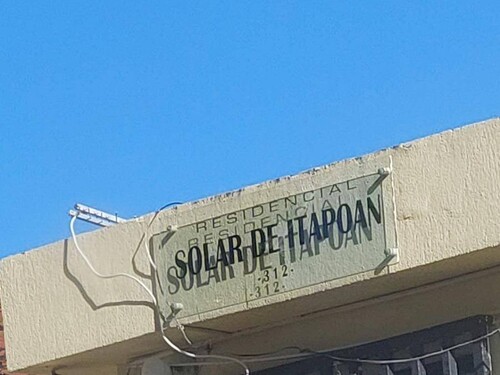 RESIDENCIAL
SOLAR DE ITAPOAN
·312·